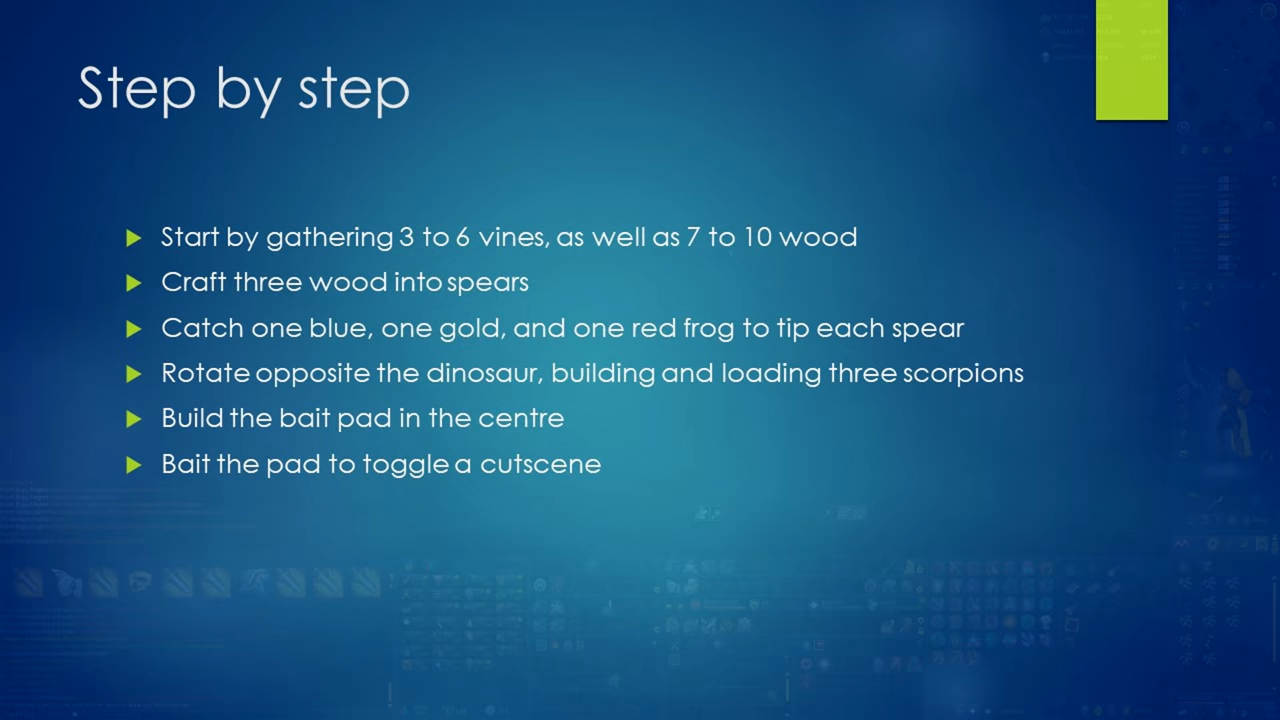 Step by step
Start by gathering 3 to 6 vines, as well as 7 to 10 wood
Craft three wood into spears
Catch one blue, one gold, and one red frog to tip each spear
Rotate opposite the dinosaur, building and loading three scorpions
Build the bait pad in the centre
Bait the pad to toggle a cutscene